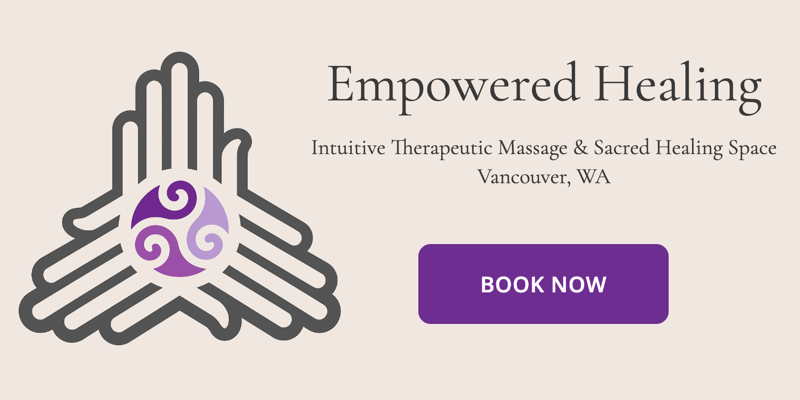 Empowered Healing
Intuitive Therapeutic Massage & Sacred Healing Space
Vancouver, WA
BOOK NOW